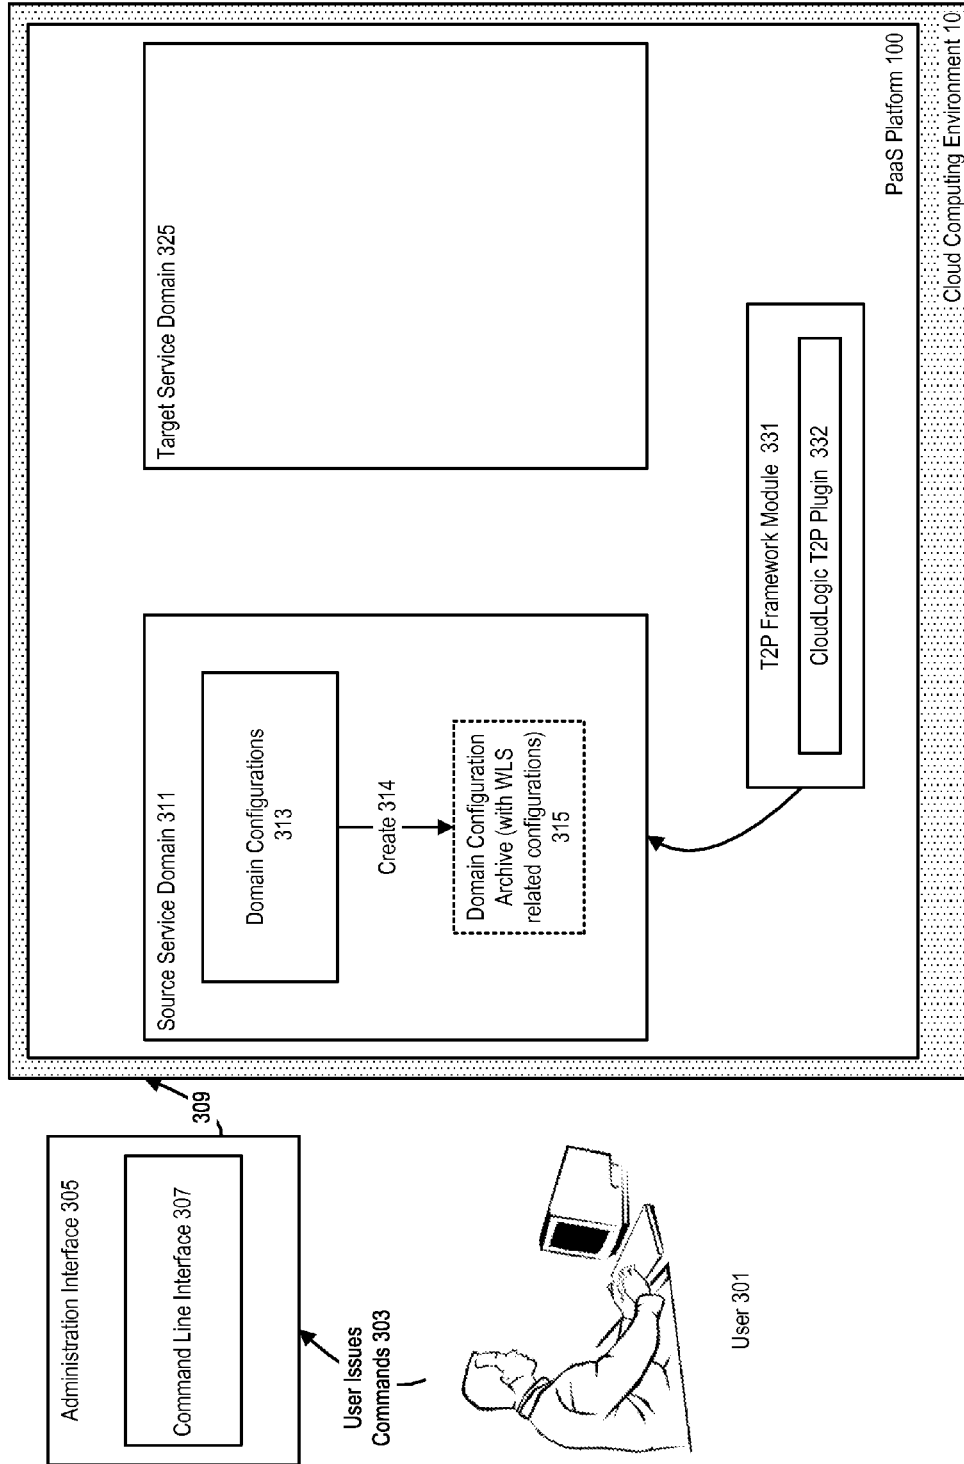 Administration Interface 305
Command Line Interface 307
309
User Issues
Commands 303
User 301
Source Service Domain 311
Domain Configurations
313
Create 314
Domain Configuration
Archive (with WLS
related configurations)
315
Target Service Domain 325
T2P Framework Module 331
CloudLogic T2P Plugin 332
PaaS Platform 100
Cloud Computing Environment 10